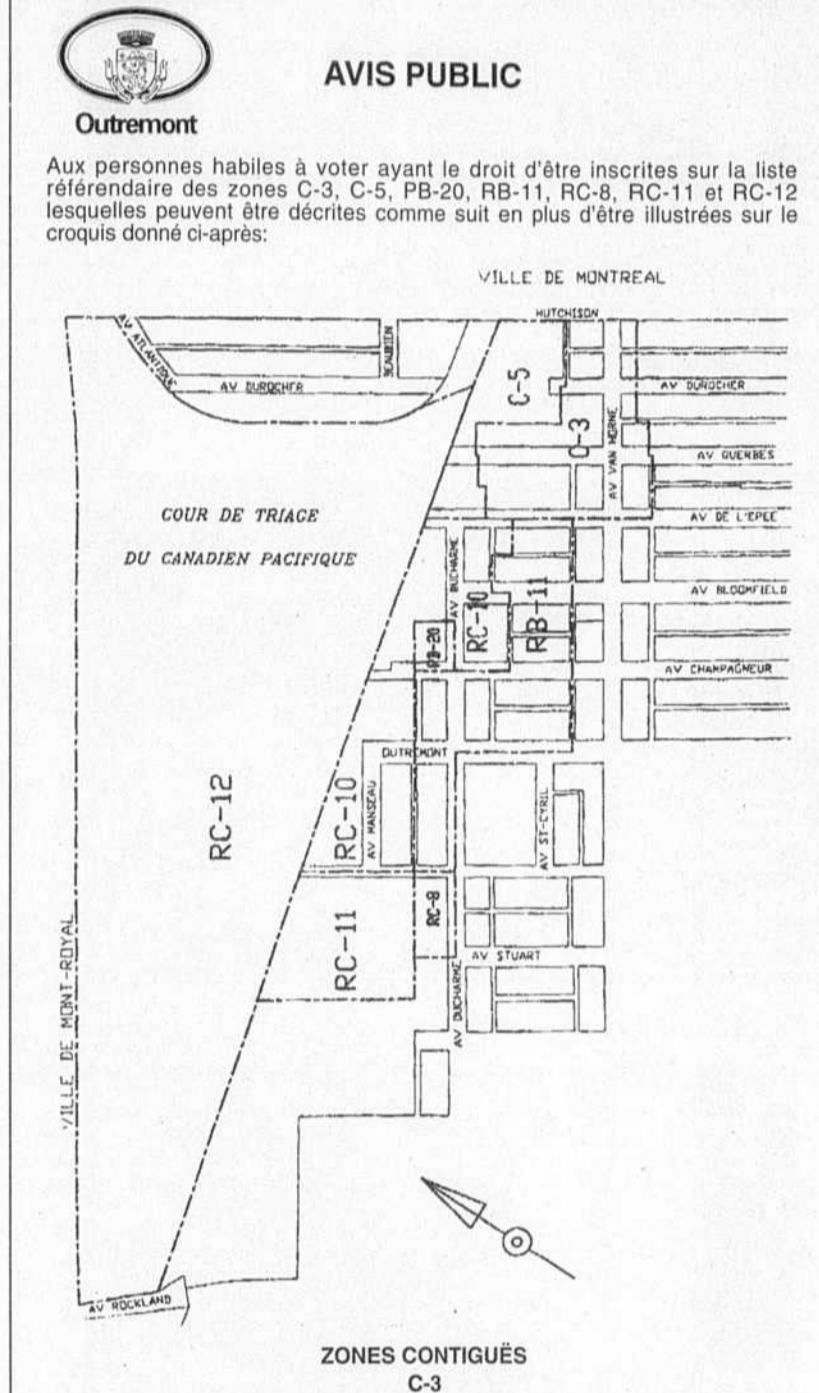 Outremont
AVIS PUBLIC
Aux personnes habiles à voter ayant le droit d'être inscrites sur la liste
référendaire des zones C-3, C-5, PB-20, RB-11, RC-8, RC-11 et RC-12
lesquelles peuvent être décrites comme suit en plus d'être illustrées sur le
croquis donné ci-après:
VILLE DE MONTREAL
HUTCHISON
AV ATLANTIQUE
BEAUBIEN
AV DUROCHER
C-5
AV DUROCHER
C-3
AV VAN HORNE
AV QUERBES
COUR DE TRIAGE
AV DE L'EPEE
DU CANADIEN PACIFIQUE
AV DUCHARME
RC-10
RB-11
AV BLOOMFIELD
PB-20
AV CHAMPAGNEUR
OUTREMONT
RC-12
RC-10
AV MANSEAU
AV ST-CYRIL
RC-11
RC-8
AV STUART
AV DUCHARME
VILLE DE MONT-ROYAL
AV ROCKLAND
ZONES CONTIGUËS
C-3